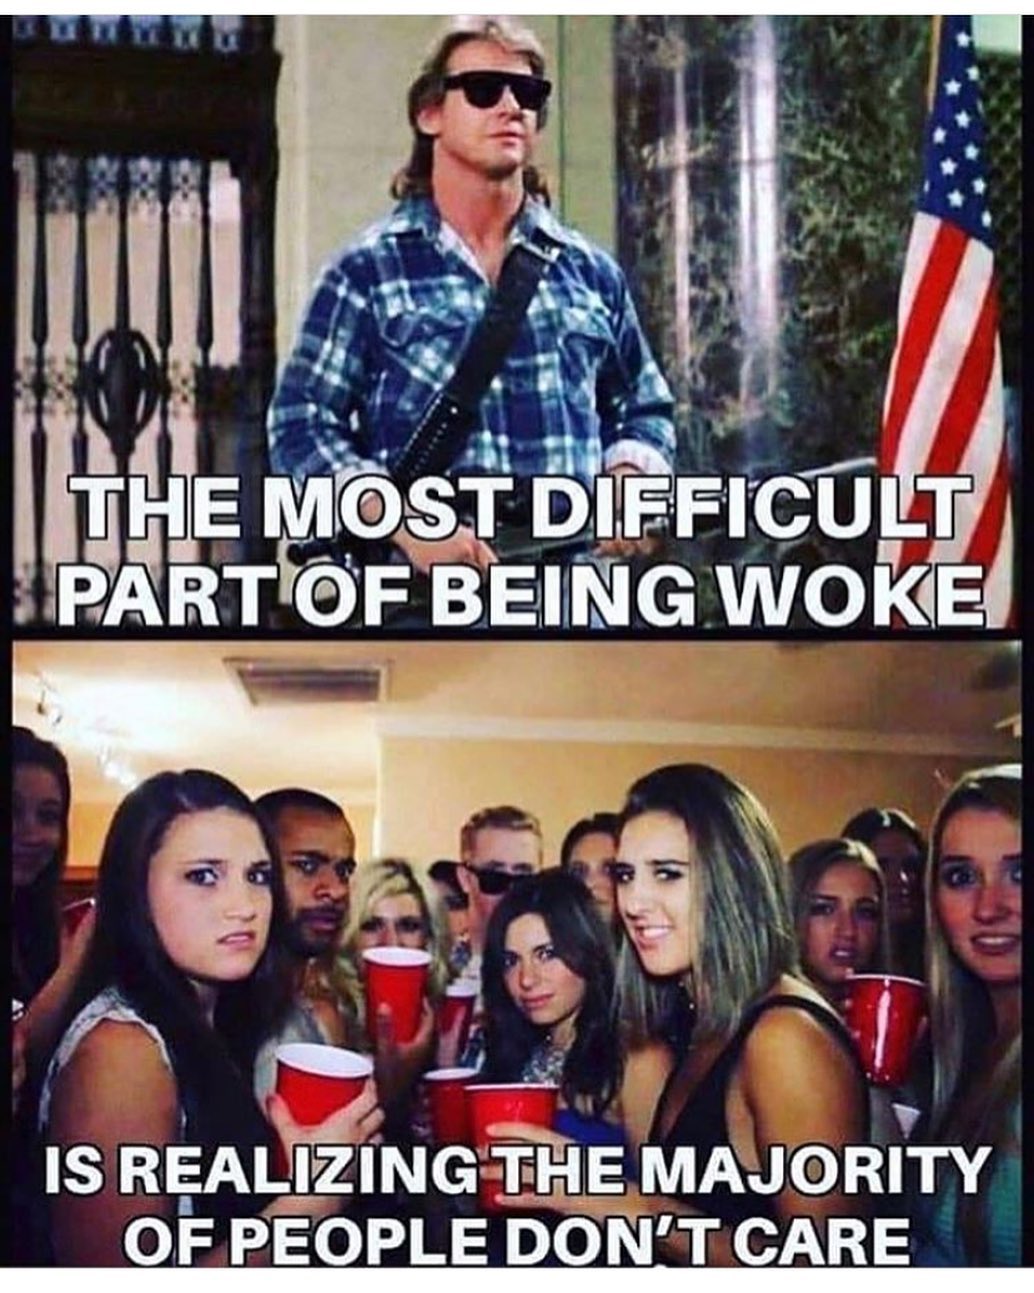 THE MOST DIFFICULT
PART OF BEING WOKE
IS REALIZING THE MAJORITY
OF PEOPLE DON'T CARE